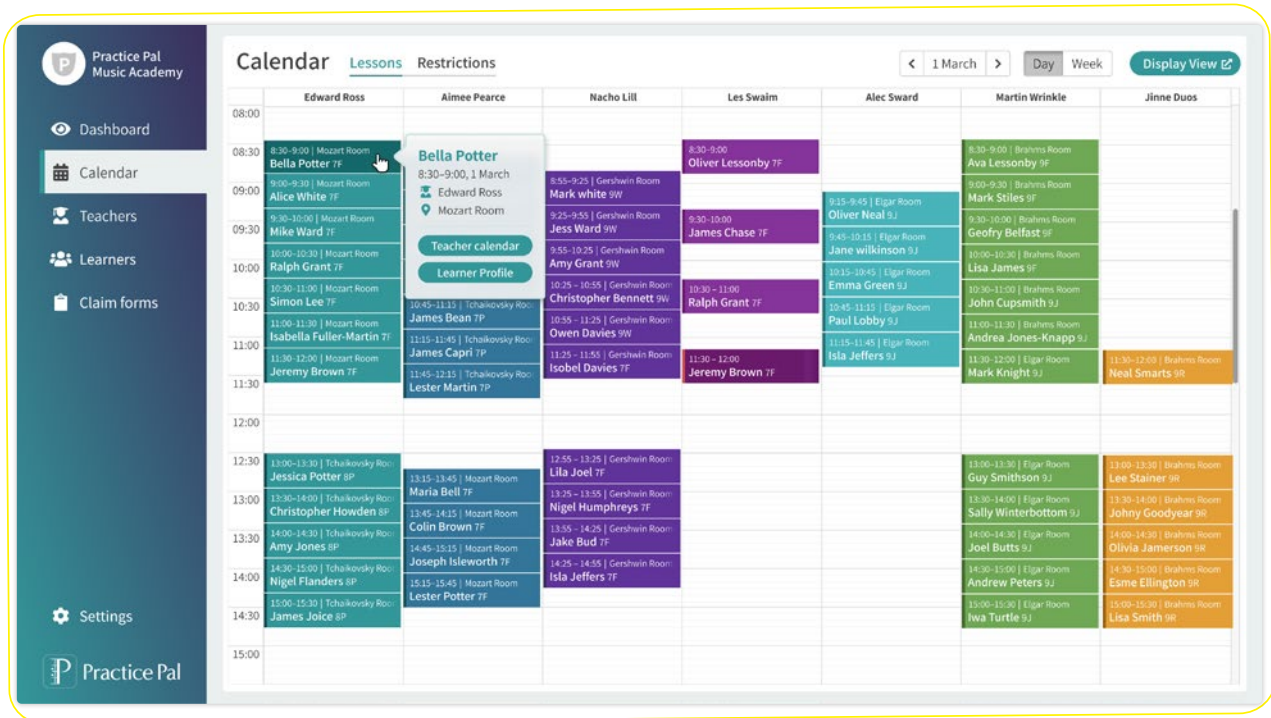 Practice Pal
Music Academy
Dashboard
Calendar
Teachers
Learners
Claim forms
Settings
Practice Pal
Calendar
Lessons
Restrictions
1 March
Day
Week
Display View
Edward Ross
Aimee Pearce
Nacho Lill
Les Swaim
Alec Sward
Martin Wrinkle
Jinne Duos
08:00
08:30
09:00
09:30
10:00
10:30
11:00
11:30
12:00
12:30
13:00
13:30
14:00
14:30
15:00
8:30-9:00 | Mozart Room
Bella Potter 7F
9:00-9:30 | Mozart Room
Alice White 7F
9:30-10:00 | Mozart Room
Mike Ward 7F
10:00-10:30 | Mozart Room
Ralph Grant 7F
10:30-11:00 | Mozart Room
Simon Lee 7F
11:00-11:30 | Mozart Room
Isabella Fuller-Martin 7F
11:30-12:00 | Mozart Room
Jeremy Brown 7F
13:00-13:30 | Tchaikovsky Roo
Jessica Potter 8P
13:30-14:00 | Tchaikovsky Roo
Christopher Howden 8P
14:00-14:30 | Tchaikovsky Roo
Amy Jones 8P
14:30-15:00 | Tchaikovsky Roo
Nigel Flanders 8P
15:00-15:30 | Tchaikovsky Roo
James Joice 8P
Bella Potter
8:30–9:00, 1 March
Edward Ross
Mozart Room
Teacher calendar
Learner Profile
10:45-11:15 | Tchaikovsky Roo
James Bean 7P
11:15-11:45 | Tchaikovsky Roo
James Capri 7P
11:45-12:15 | Tchaikovsky Roo
Lester Martin 7P
13:15-13:45 | Mozart Room
Maria Bell 7F
13:45-14:15 | Mozart Room
Colin Brown 7F
14:45-15:15 | Mozart Room
Joseph Isleworth 7F
15:15-15:45 | Mozart Room
Lester Potter 7F
8:55-9:25 | Gershwin Room
Mark white 9W
9:25-9:55 | Gershwin Room
Jess Ward 9W
9:55-10:25 | Gershwin Room
Amy Grant 9W
10:25 - 10:55 | Gershwin Room
Christopher Bennett 9W
10:55 - 11:25 | Gershwin Room
Owen Davies 9W
11:25 - 11:55 | Gershwin Room
Isobel Davies 7F
12:55 - 13:25 | Gershwin Room
Lila Joel 7F
13:25 - 13:55 | Gershwin Room
Nigel Humphreys 7F
13:55 - 14:25 | Gershwin Room
Jake Bud 7F
14:25 - 14:55 | Gershwin Room
Isla Jeffers 7F
8:30-9:00
Oliver Lessonby 7F
9:30-10:00
James Chase 7F
10:30 - 11:00
Ralph Grant 7F
11:30 - 12:00
Jeremy Brown 7F
9:15-9:45 | Elgar Room
Oliver Neal 9J
9:45-10:15 | Elgar Room
Jane wilkinson 9J
10:15-10:45 | Elgar Room
Emma Green 9J
10:45-11:15 | Elgar Room
Paul Lobby 9J
11:15-11:45 | Elgar Room
Isla Jeffers 9J
8:30-9:00 | Brahms Room
Ava Lessonby 9F
9:00-9:30 | Brahms Room
Mark Stiles 9F
9:30-10:00 | Brahms Room
Geofry Belfast 9F
10:00-10:30 | Brahms Room
Lisa James 9F
10:30-11:00 | Brahms Room
John Cupsmith 9J
11:00-11:30 | Brahms Room
Andrea Jones-Knapp 9J
11:30-12:00 | Elgar Room
Mark Knight 9J
13:00-13:30 | Elgar Room
Guy Smithson 9J
13:30-14:00 | Elgar Room
Sally Winterbottom 9J
14:00-14:30 | Elgar Room
Joel Butts 9J
14:30-15:00 | Elgar Room
Andrew Peters 9J
15:00-15:30 | Elgar Room
Iwa Turtle 9J
11:30-12:00 | Brahms Room
Neal Smarts 9R
13:00-13:30 | Brahms Room
Lee Stainer 9R
13:30-14:00 | Brahms Room
Johny Goodyear 9R
14:00-14:30 | Brahms Room
Olivia Jamerson 9R
14:30-15:00 | Brahms Room
Esme Ellington 9R
15:00-15:30 | Brahms Room
Lisa Smith 9R